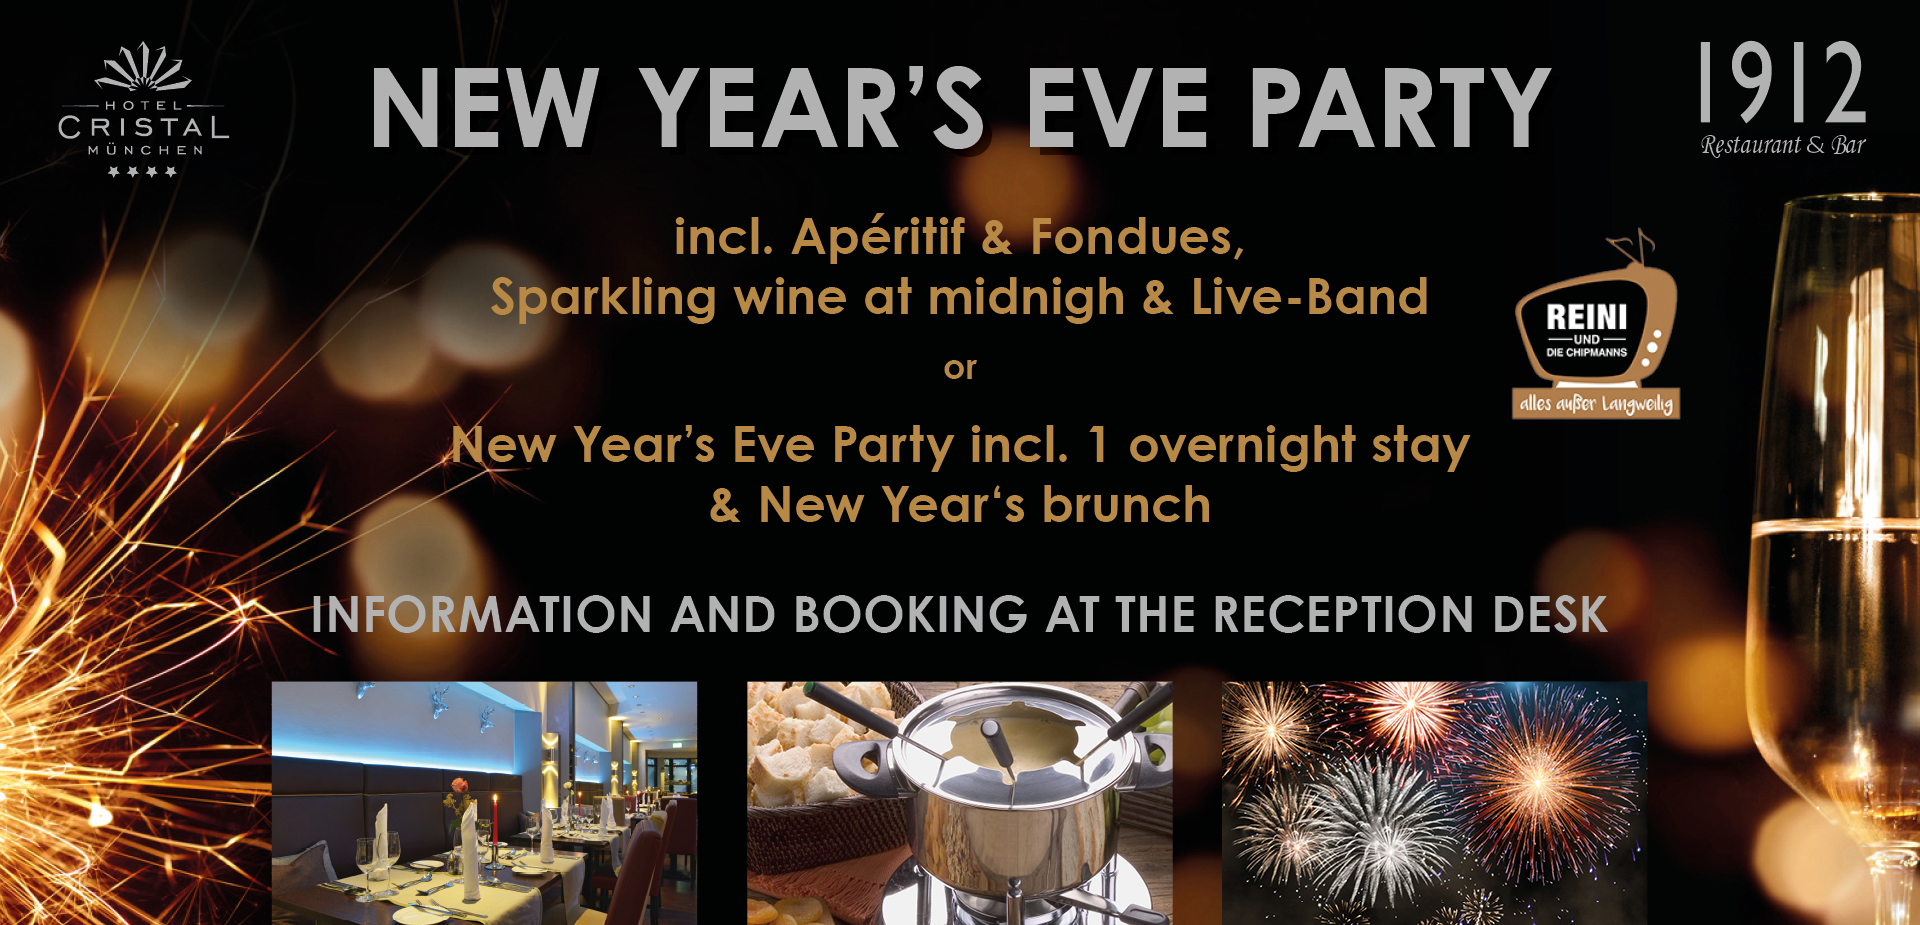 HOTEL
CRISTAL
MÜNCHEN
NEW YEAR’S EVE PARTY
1912
Restaurant & Bar
incl. Apéritif & Fondues,
Sparkling wine at midnigh & Live-Band
or
REINI
UND
DIE CHIPMANNS
alles außer Langweilig
New Year’s Eve Party incl. 1 overnight stay
& New Year‘s brunch
INFORMATION AND BOOKING AT THE RECEPTION DESK